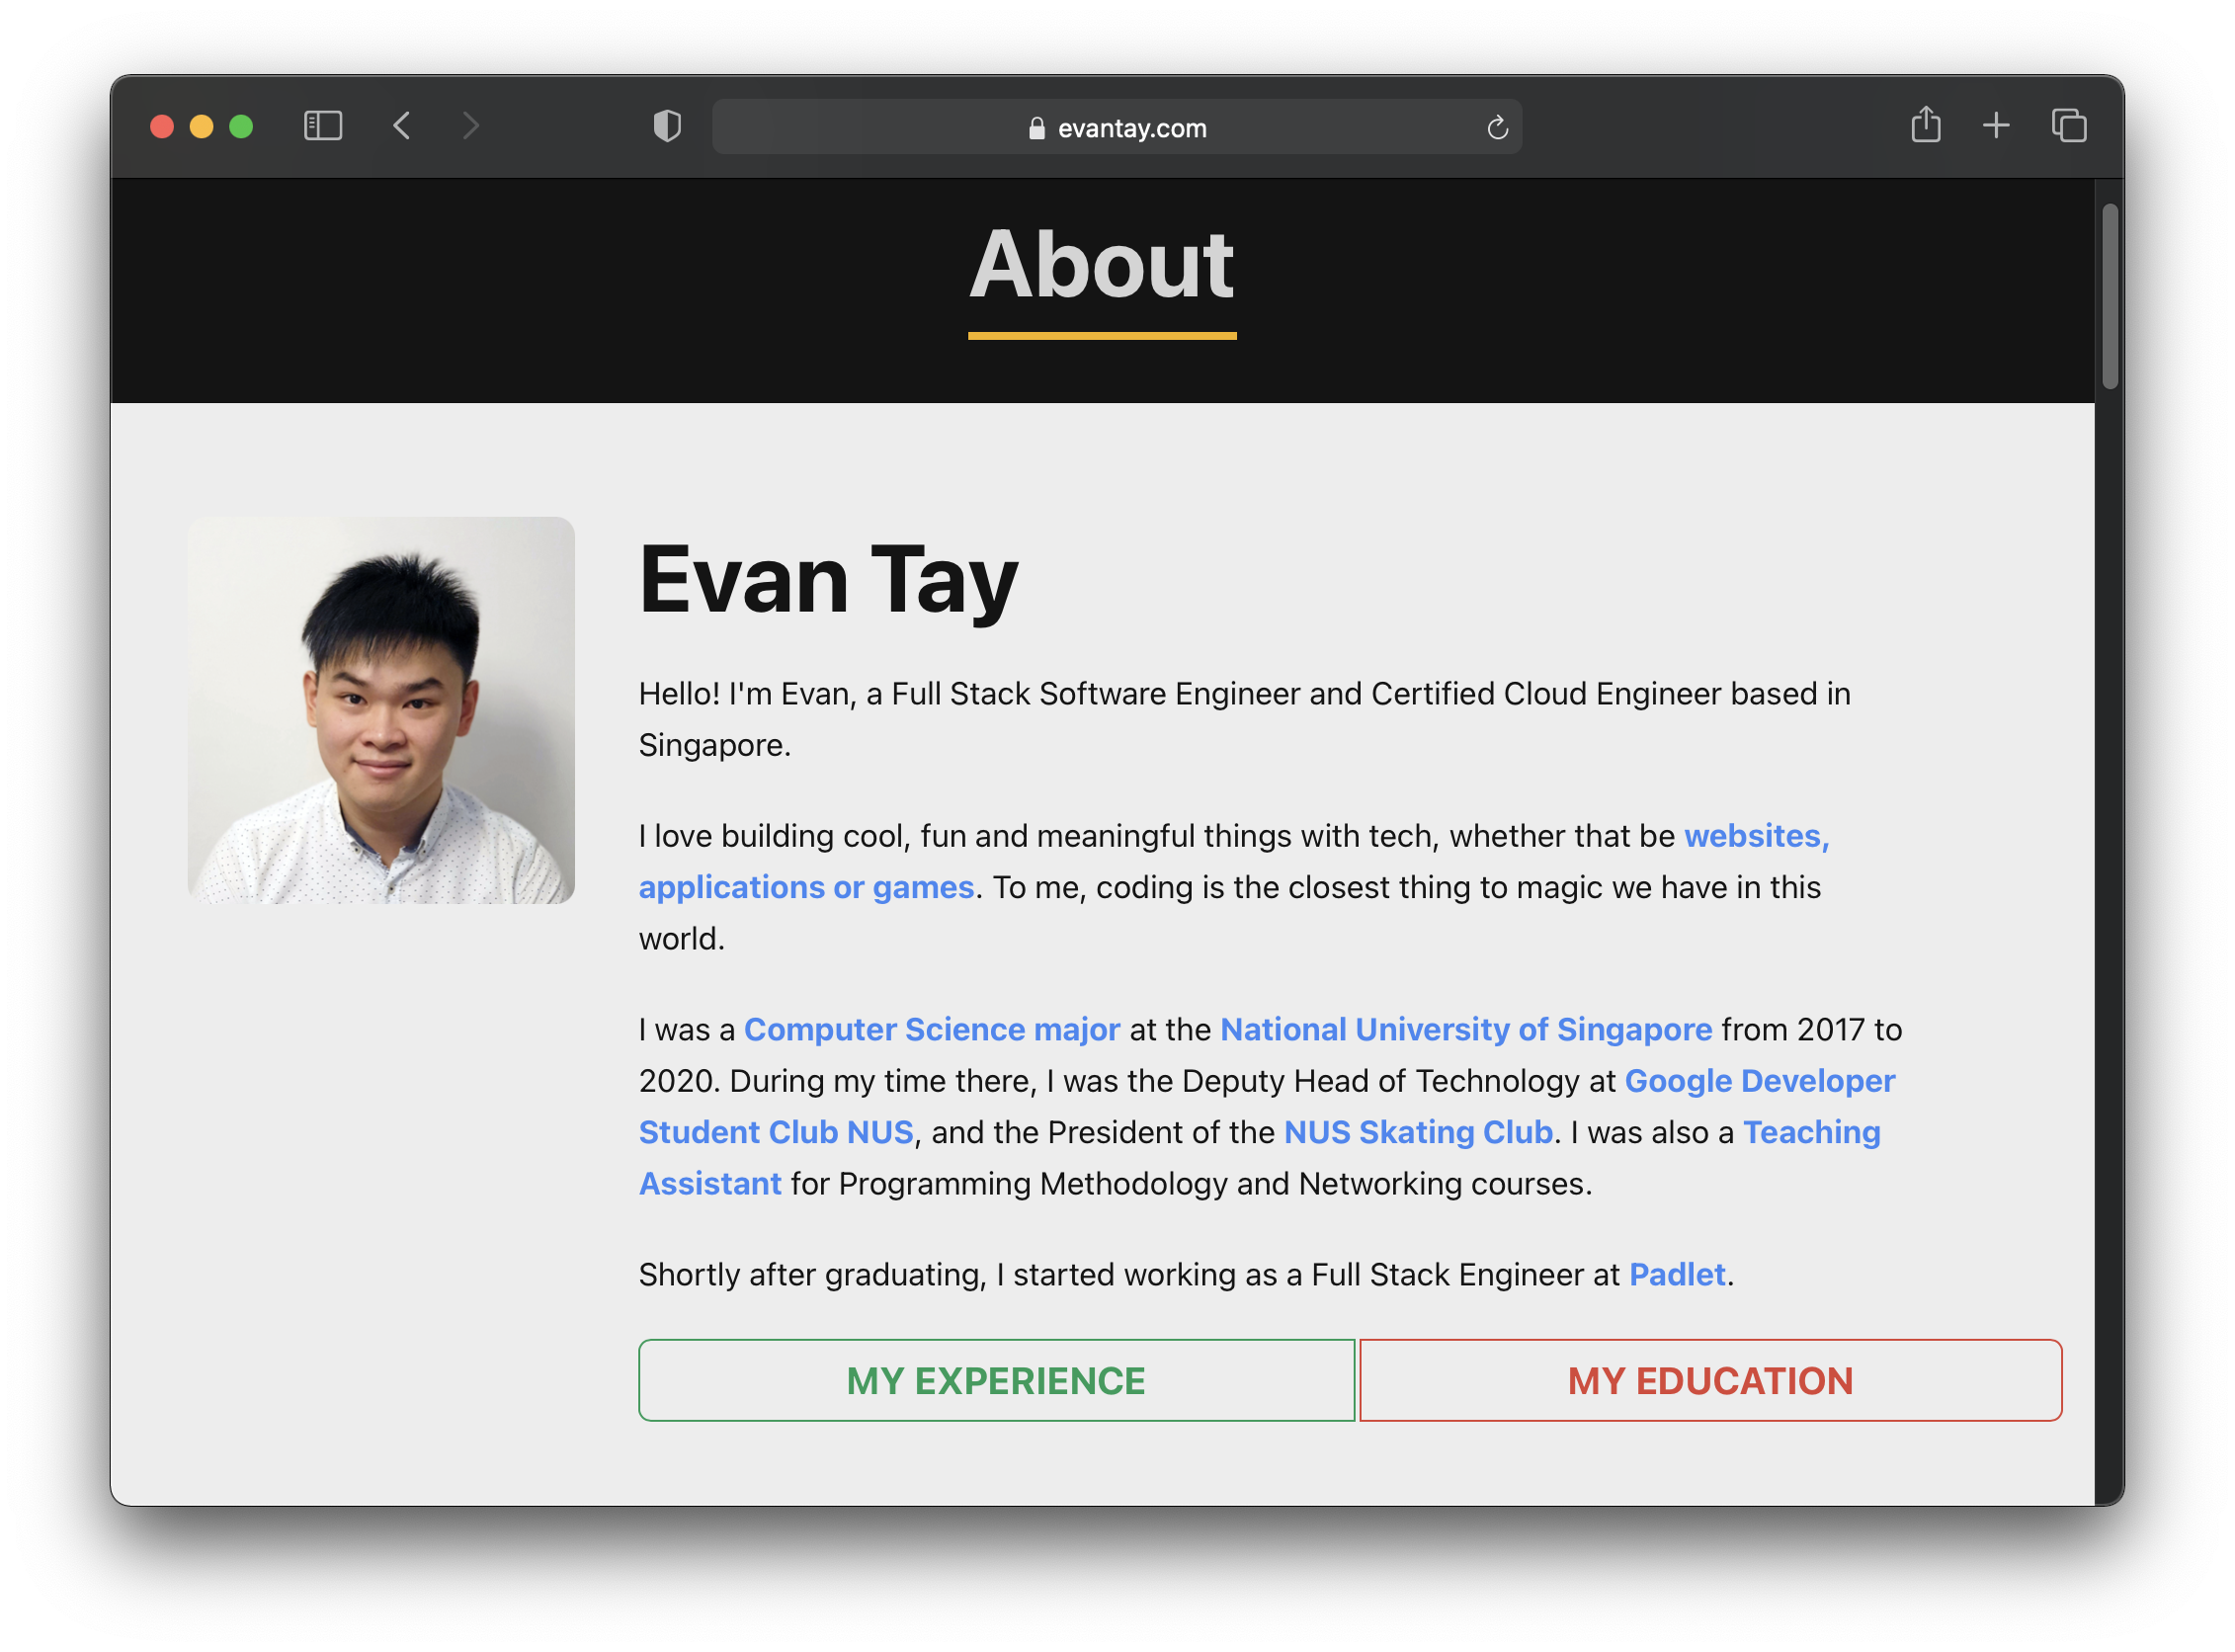 evantay.com
About
Evan Tay
Hello! I'm Evan, a Full Stack Software Engineer and Certified Cloud Engineer based in
Singapore.
I love building cool, fun and meaningful things with tech, whether that be websites,
applications or games. To me, coding is the closest thing to magic we have in this
world.
I was a Computer Science major at the National University of Singapore from 2017 to
2020. During my time there, I was the Deputy Head of Technology at Google Developer
Student Club NUS, and the President of the NUS Skating Club. I was also a Teaching
Assistant for Programming Methodology and Networking courses.
Shortly after graduating, I started working as a Full Stack Engineer at Padlet.
MY EXPERIENCE
MY EDUCATION